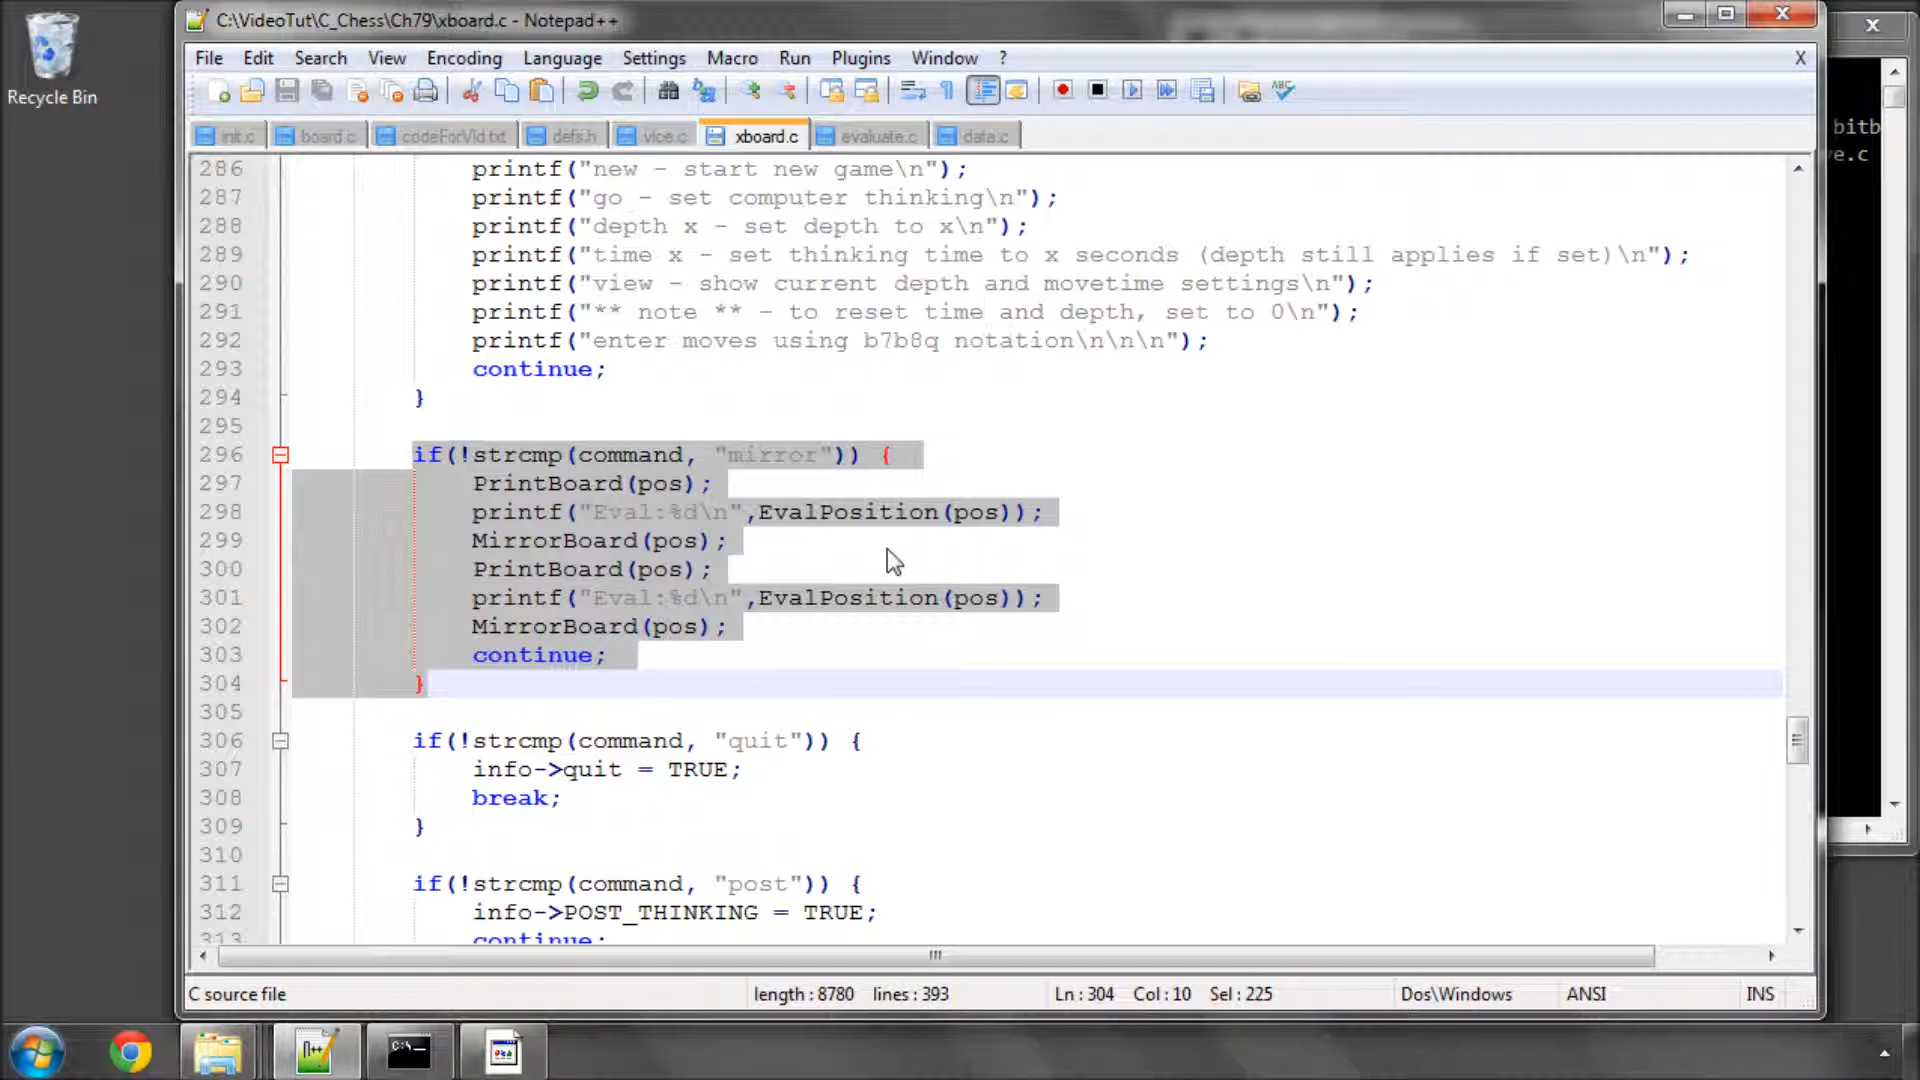 C:\VideoTut\C_Chess\Ch79\xboard.c - Notepad++
Recycle Bin
File Edit Search View Encoding Language Settings Macro Run Plugins Window ? X
init.c board.c codeForVid.txt defs.h vice.c xboard.c evaluate.c data.c
286 printf("new - start new game\n");
287 printf("go - set computer thinking\n");
288 printf("depth x - set depth to x\n");
289 printf("time x - set thinking time to x seconds (depth still applies if set)\n");
290 printf("view - show current depth and movetime settings\n");
291 printf("** note ** - to reset time and depth, set to 0\n");
292 printf("enter moves using b7b8q notation\n\n\n");
293 continue;
294 }
295
296 if(!strcmp(command, "mirror")) {
297 PrintBoard(pos);
298 printf("Eval:%d\n",EvalPosition(pos));
299 MirrorBoard(pos);
300 PrintBoard(pos);
301 printf("Eval:%d\n",EvalPosition(pos));
302 MirrorBoard(pos);
303 continue;
304 }
305
306 if(!strcmp(command, "quit")) {
307 info->quit = TRUE;
308 break;
309 }
310
311 if(!strcmp(command, "post")) {
312 info->POST_THINKING = TRUE;
313 continue;
C source file length : 8780 lines : 393 Ln : 304 Col : 10 Sel : 225 Dos\Windows ANSI INS
bitb
ve.c